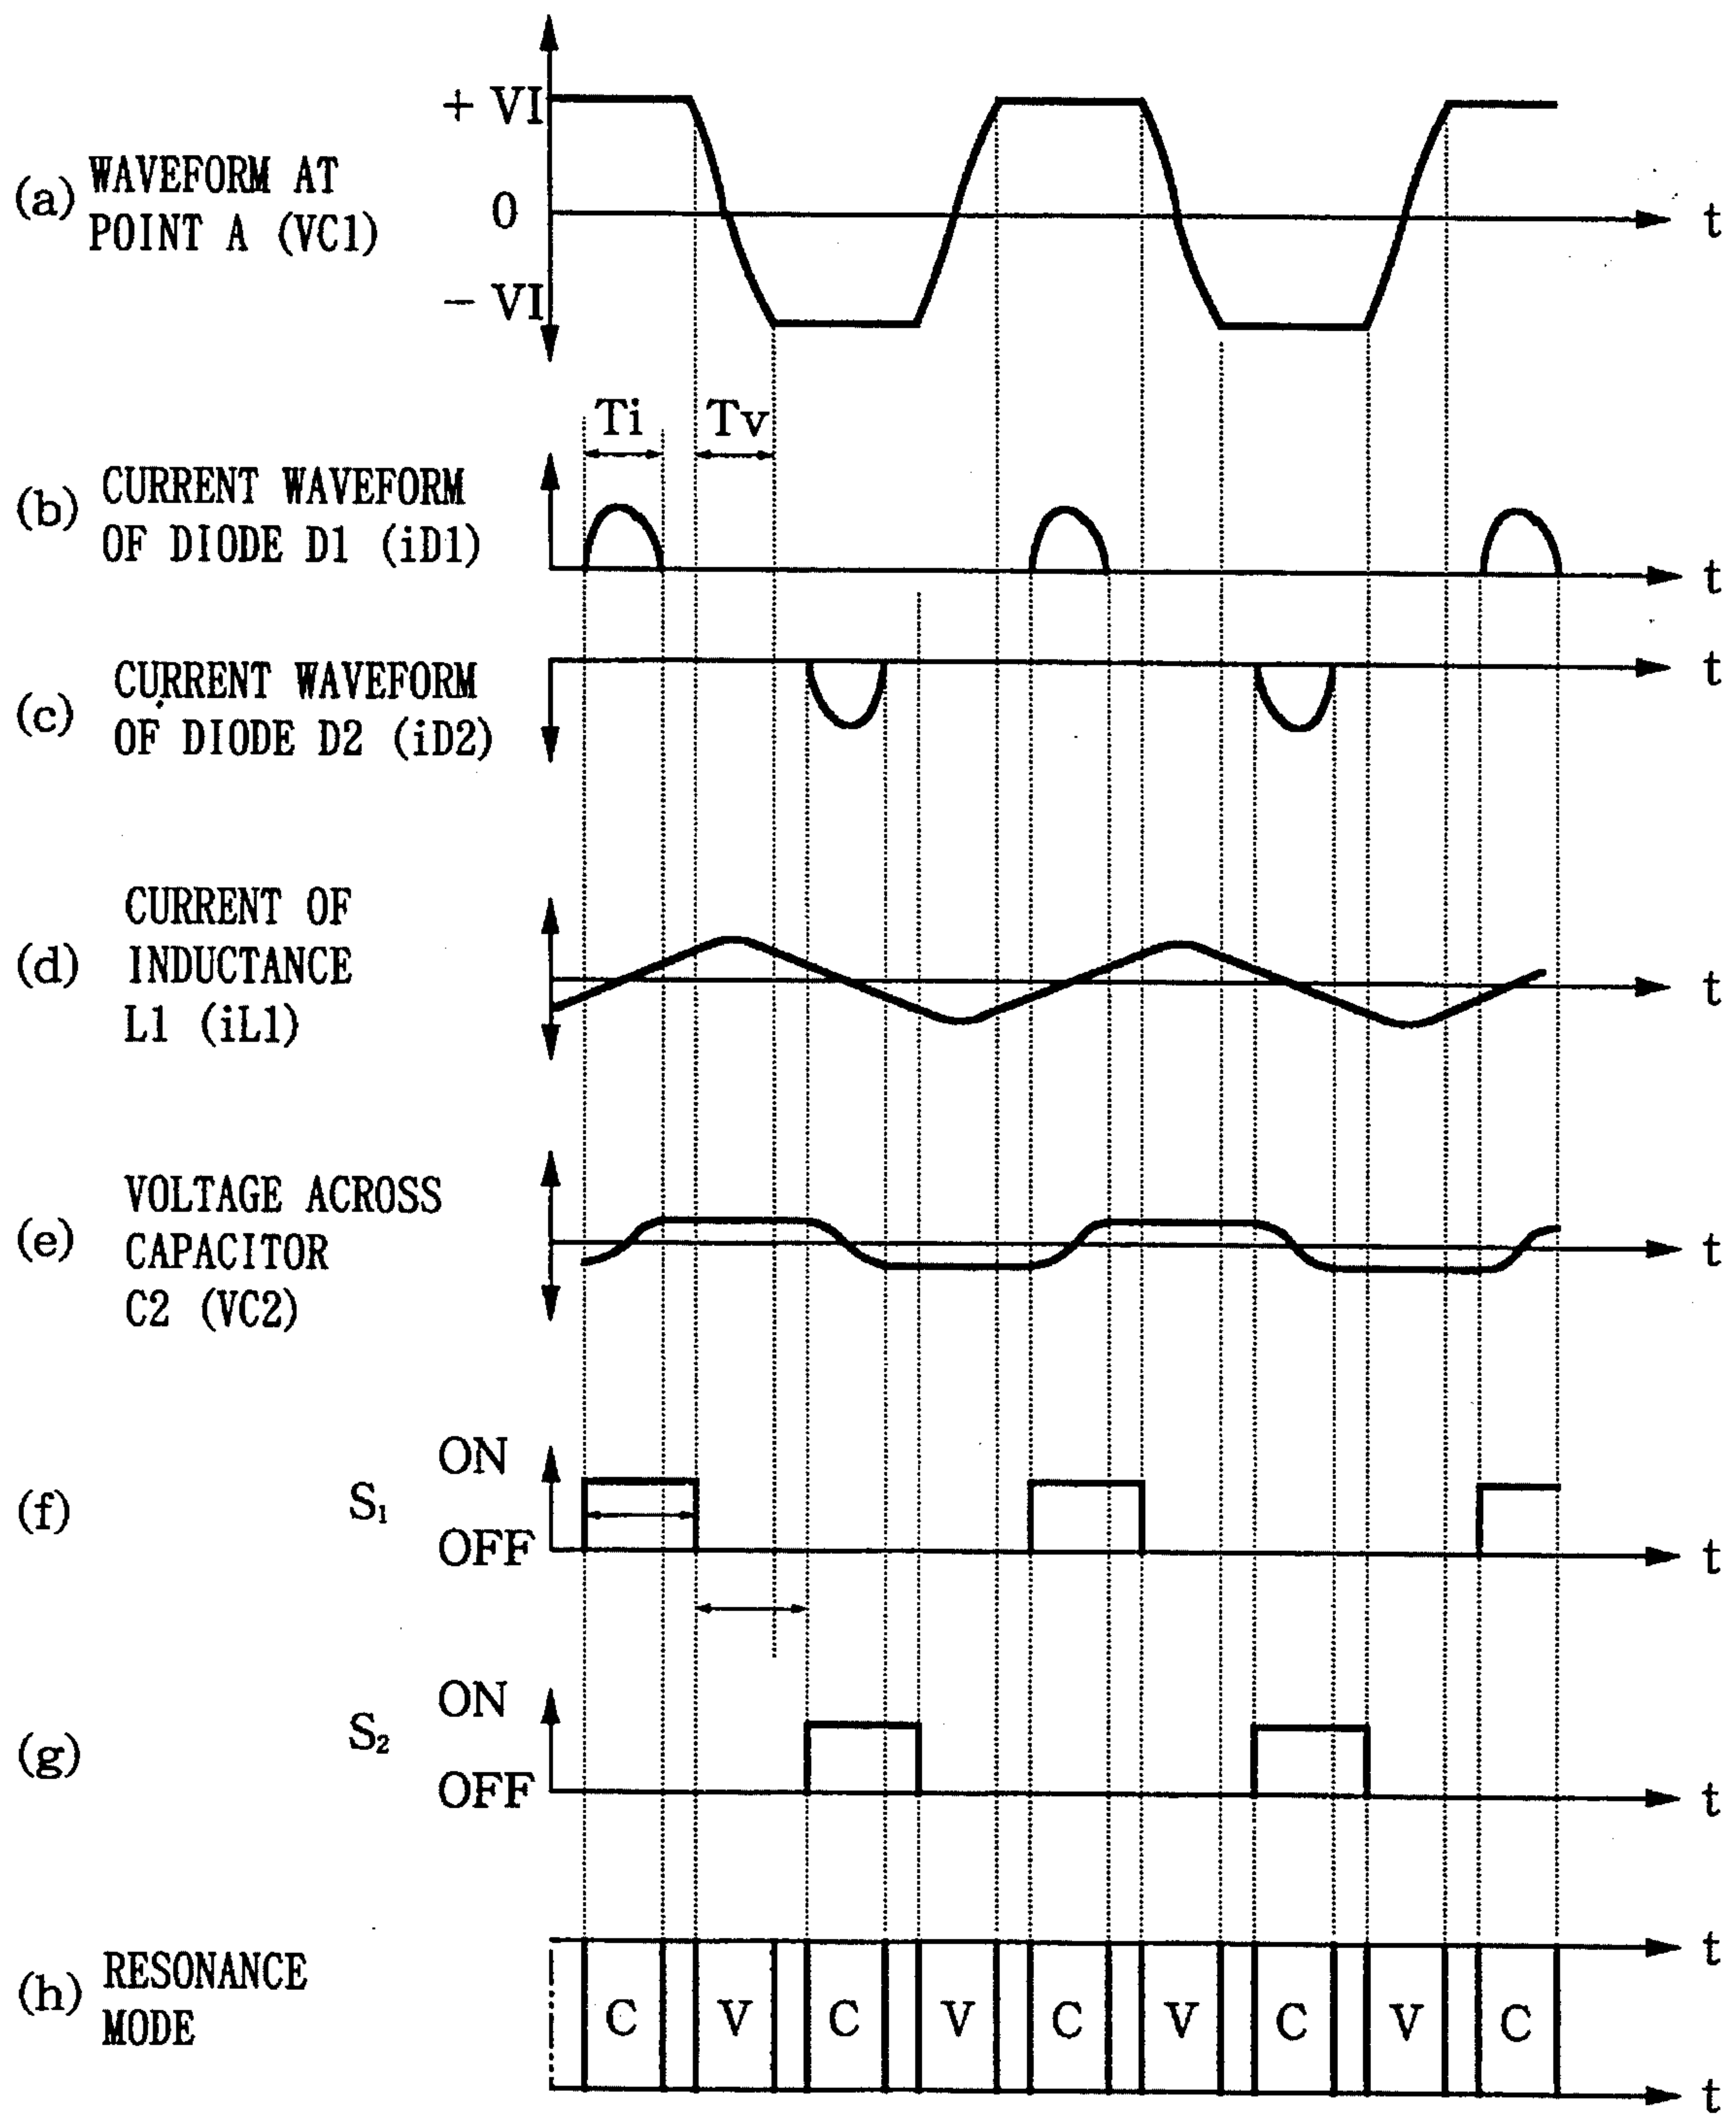 + VI
(a) WAVEFORM AT
POINT A (VC1)
0
t
− VI
Ti
Tv
(b) CURRENT WAVEFORM
OF DIODE D1 (iD1)
t
(c) CURRENT WAVEFORM
OF DIODE D2 (iD2)
t
(d) CURRENT OF
INDUCTANCE
L1 (iL1)
t
(e) VOLTAGE ACROSS
CAPACITOR
C2 (VC2)
t
(f) S₁
ON
OFF
t
(g) S₂
ON
OFF
t
t
(h) RESONANCE
MODE
C V C V C V C V C
t